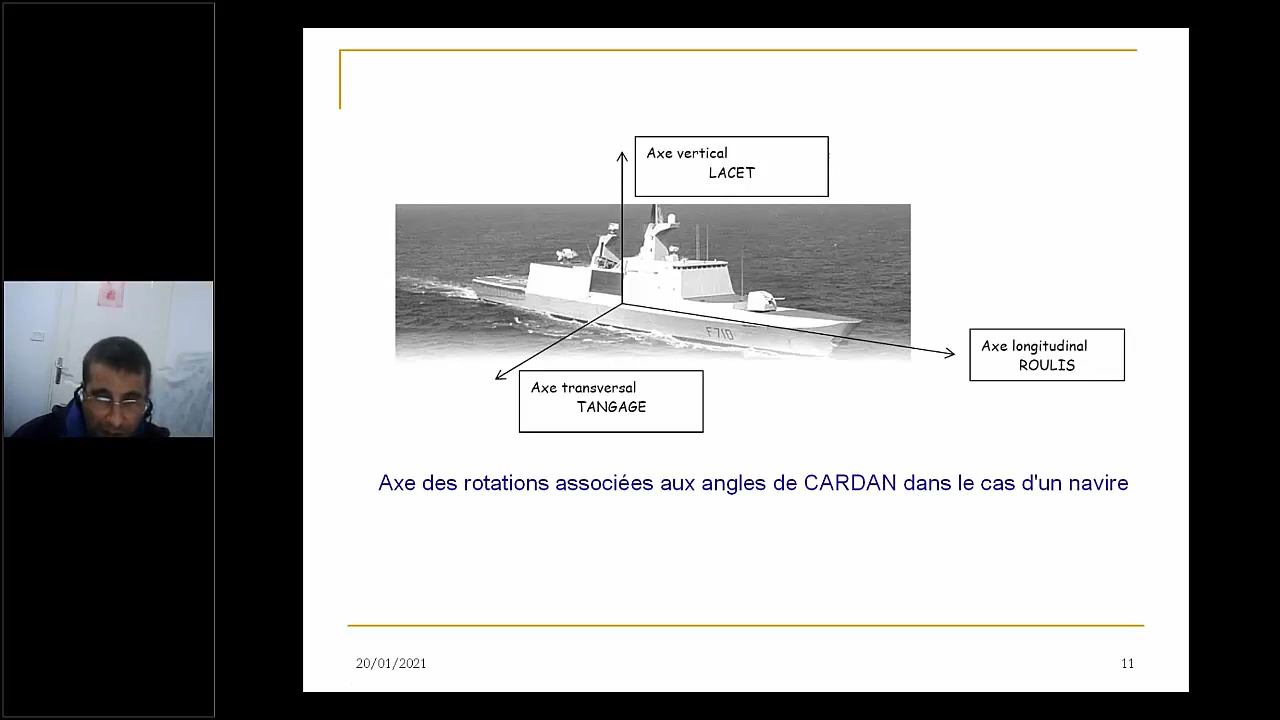 Axe vertical
LACET
F710
Axe longitudinal
ROULIS
Axe transversal
TANGAGE
Axe des rotations associées aux angles de CARDAN dans le cas d'un navire
20/01/2021
11